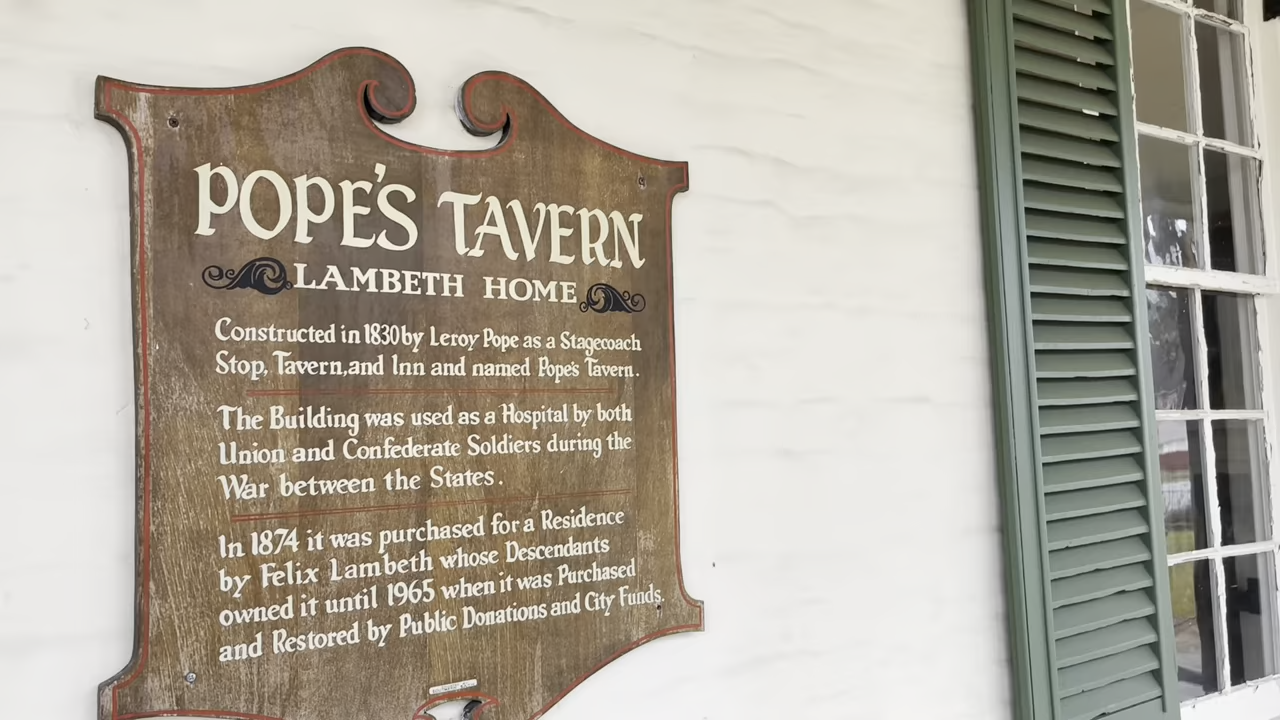 POPE'S TAVERN
LAMBETH HOME
Constructed in 1830 by Leroy Pope as a Stagecoach
Stop, Tavern, and Inn and named Pope's Tavern.
The Building was used as a Hospital by both
Union and Confederate Soldiers during the
War between the States.
In 1874 it was purchased for a Residence
by Felix Lambeth whose Descendants
owned it until 1965 when it was Purchased
and Restored by Public Donations and City Funds.